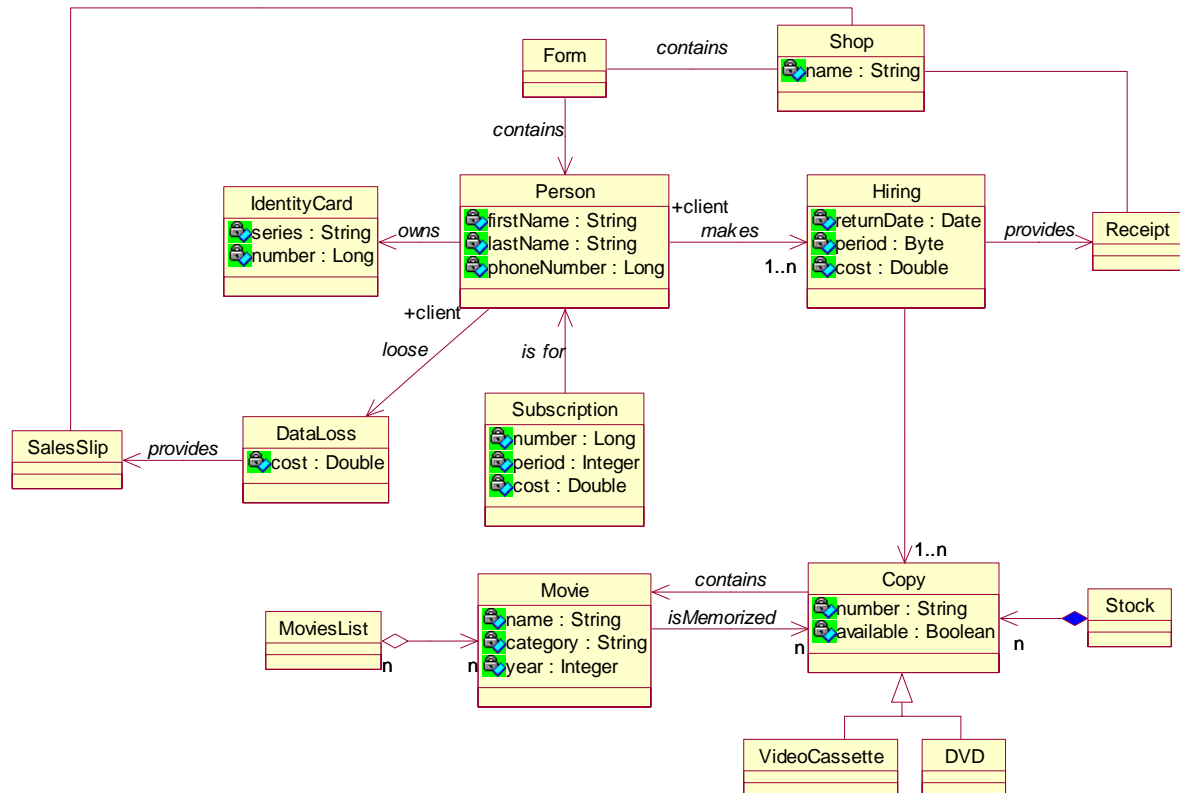 Form
contains
Shop
name : String
contains
IdentityCard
series : String
number : Long
owns
Person
firstName : String
lastName : String
phoneNumber : Long
+client
makes
1..n
Hiring
returnDate : Date
period : Byte
cost : Double
provides
Receipt
+client
loose
is for
SalesSlip
provides
DataLoss
cost : Double
Subscription
number : Long
period : Integer
cost : Double
1..n
MoviesList
n
n
Movie
name : String
category : String
year : Integer
contains
isMemorized
n
Copy
number : String
available : Boolean
n
Stock
VideoCassette
DVD